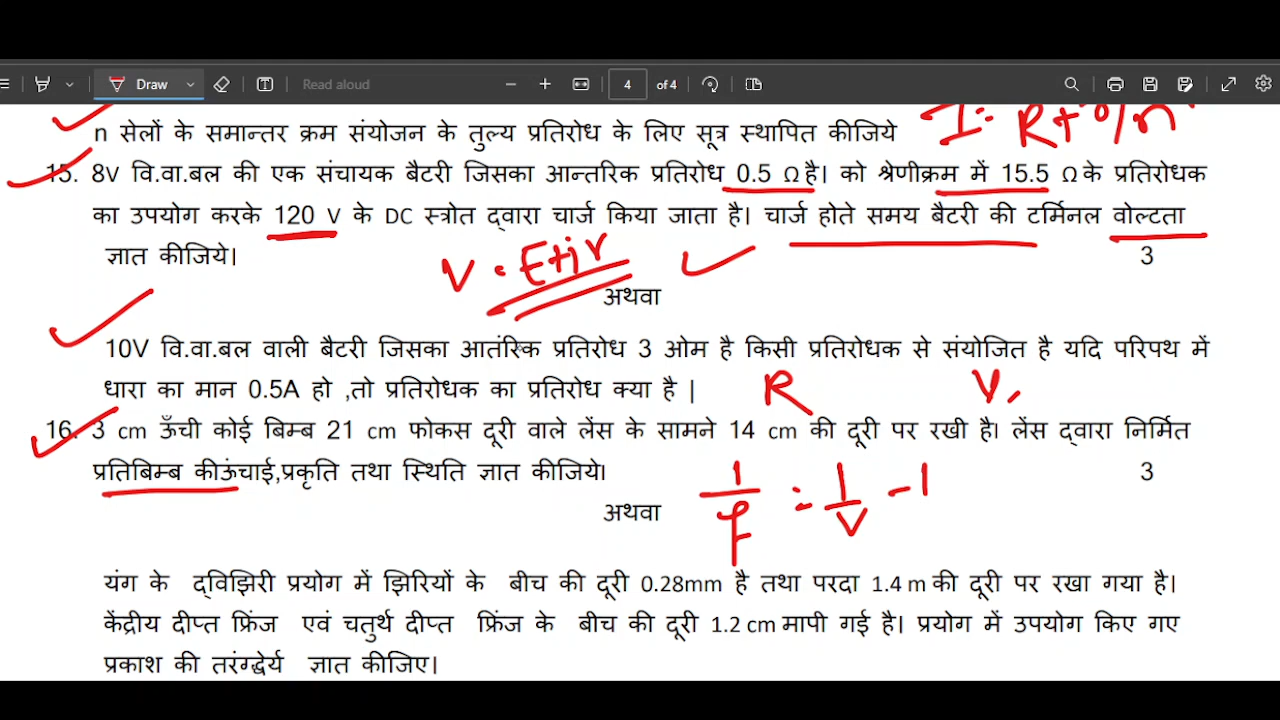 Draw
Read aloud
4 of 4
I = R + r/n
n सेलों के समान्तर क्रम संयोजन के तुल्य प्रतिरोध के लिए सूत्र स्थापित कीजिये
15. 8v वि.वा.बल की एक संचायक बैटरी जिसका आन्तरिक प्रतिरोध 0.5 Ω है। को श्रेणीक्रम में 15.5 Ω के प्रतिरोधक
का उपयोग करके 120 V के DC स्त्रोत द्वारा चार्ज किया जाता है। चार्ज होते समय बैटरी की टर्मिनल वोल्टता
ज्ञात कीजिये। 3
V = E+ir
अथवा
10V वि.वा.बल वाली बैटरी जिसका आतंरिक प्रतिरोध 3 ओम है किसी प्रतिरोधक से संयोजित है यदि परिपथ में
धारा का मान 0.5A हो ,तो प्रतिरोधक का प्रतिरोध क्या है |
R V,
16. 3 cm ऊँची कोई बिम्ब 21 cm फोकस दूरी वाले लेंस के सामने 14 cm की दूरी पर रखी है। लेंस द्वारा निर्मित
प्रतिबिम्ब कीऊंचाई,प्रकृति तथा स्थिति ज्ञात कीजिये। 3
1/f = 1/v - 1
अथवा
यंग के द्विझिरी प्रयोग में झिरियों के बीच की दूरी 0.28mm है तथा परदा 1.4 m की दूरी पर रखा गया है।
केंद्रीय दीप्त फ्रिंज एवं चतुर्थ दीप्त फ्रिंज के बीच की दूरी 1.2 cm मापी गई है। प्रयोग में उपयोग किए गए
प्रकाश की तरंग्द्धेर्य ज्ञात कीजिए।